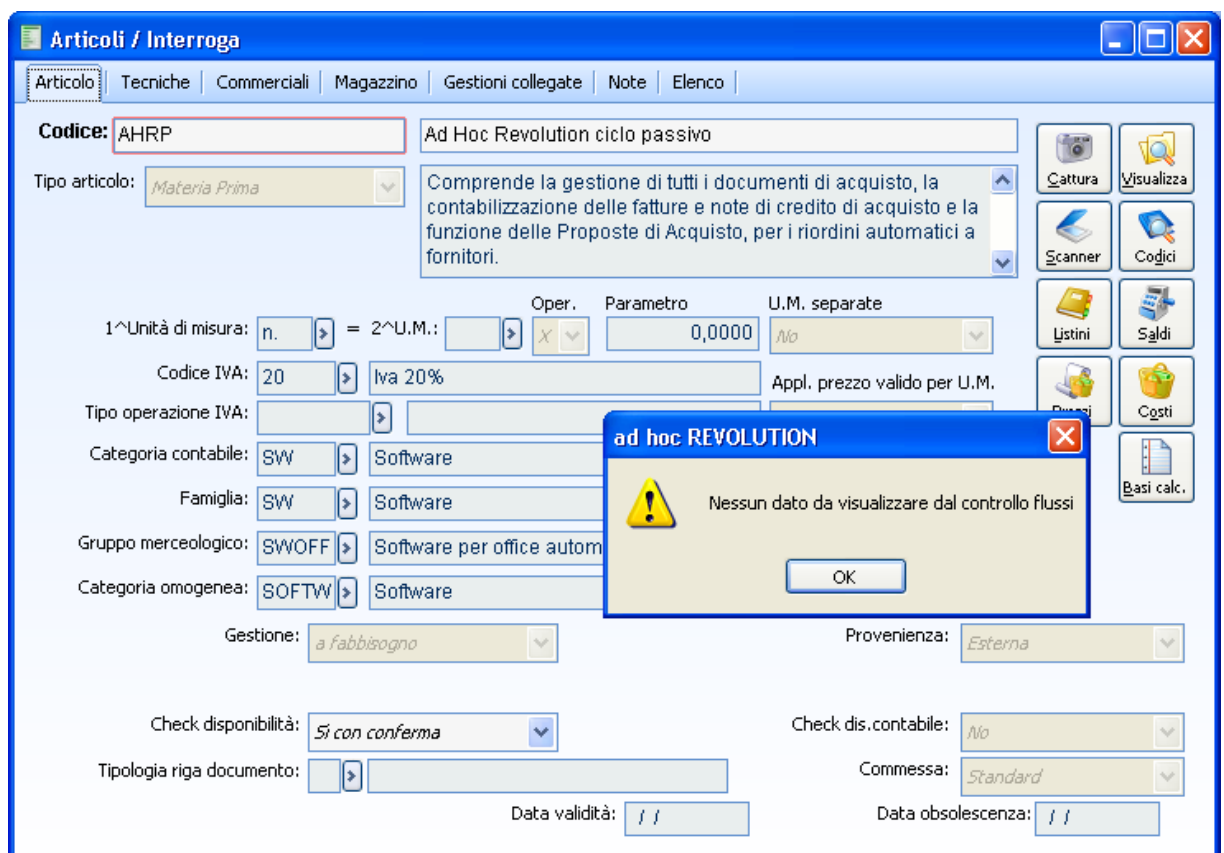 Articoli / Interroga
Articolo Tecniche Commerciali Magazzino Gestioni collegate Note Elenco
Codice: AHRP Ad Hoc Revolution ciclo passivo
Tipo articolo: Materia Prima
Comprende la gestione di tutti i documenti di acquisto, la
contabilizzazione delle fatture e note di credito di acquisto e la
funzione delle Proposte di Acquisto, per i riordini automatici a
fornitori.
Cattura Visualizza
Scanner Codici
Listini Saldi
Costi
Basi calc.
Oper. Parametro U.M. separate
1^Unità di misura: n. = 2^U.M.: X 0,0000 No
Codice IVA: 20 Iva 20% Appl. prezzo valido per U.M.
Tipo operazione IVA:
Categoria contabile: SW Software
Famiglia: SW Software
Gruppo merceologico: SWOFF Software per office autom
Categoria omogenea: SOFTW Software
ad hoc REVOLUTION
Nessun dato da visualizzare dal controllo flussi
OK
Gestione: a fabbisogno Provenienza: Esterna
Check disponibilità: Si con conferma Check dis.contabile: No
Tipologia riga documento: Commessa: Standard
Data validità: / / Data obsolescenza: / /